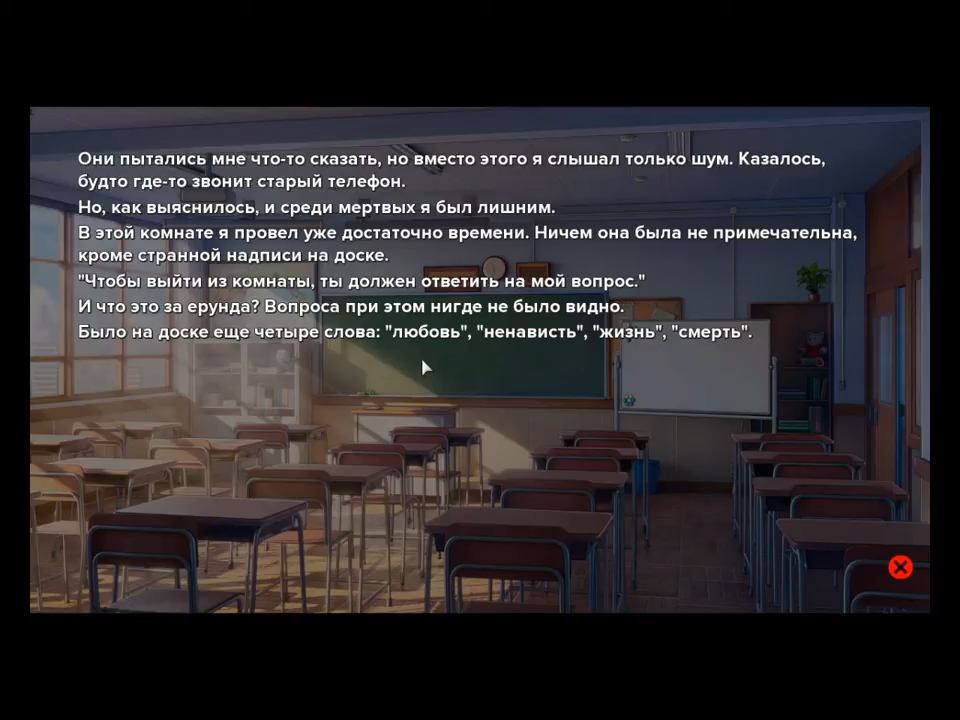 Они пытались мне что-то сказать, но вместо этого я слышал только шум. Казалось,
будто где-то звонит старый телефон.
Но, как выяснилось, и среди мертвых я был лишним.
В этой комнате я провел уже достаточно времени. Ничем она была не примечательна,
кроме странной надписи на доске.
"Чтобы выйти из комнаты, ты должен ответить на мой вопрос."
И что это за ерунда? Вопроса при этом нигде не было видно.
Было на доске еще четыре слова: "любовь", "ненависть", "жизнь", "смерть".